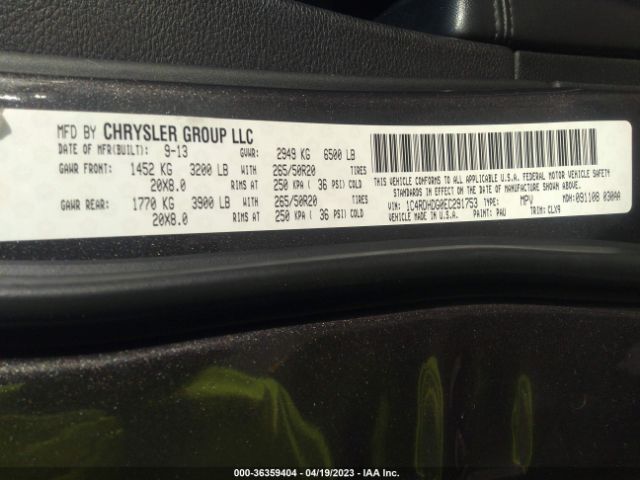 MFD BY CHRYSLER GROUP LLC
DATE OF MFR(BUILT): 9-13 GVWR: 2949 KG 6500 LB
GAWR FRONT: 1452 KG 3200 LB WITH 265/50R20 TIRES
20X8.0 RIMS AT 250 KPA ( 36 PSI) COLD
GAWR REAR: 1770 KG 3900 LB WITH 265/50R20 TIRES
20X8.0 RIMS AT 250 KPA ( 36 PSI) COLD
THIS VEHICLE CONFORMS TO ALL APPLICABLE U.S.A. FEDERAL MOTOR VEHICLE SAFETY
STANDARDS IN EFFECT ON THE DATE OF MANUFACTURE SHOWN ABOVE.
VIN: 1C4RDHDG0EC291753 TYPE: MPV MDH: 091108 030AA
VEHICLE MADE IN U.S.A. PAINT: PAU TRIM: CLX9
000-36359404 - 04/19/2023 - IAA Inc.